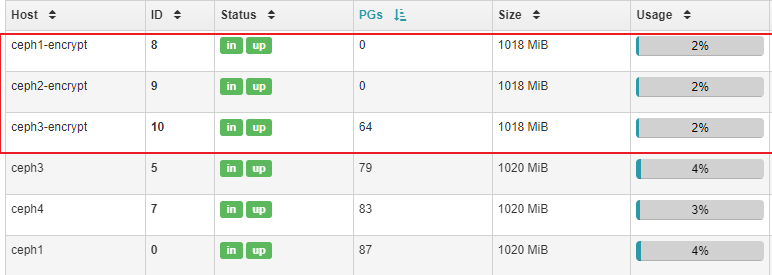 Host ID Status PGs Size Usage
ceph1-encrypt 8 in up 0 1018 MiB 2%
ceph2-encrypt 9 in up 0 1018 MiB 2%
ceph3-encrypt 10 in up 64 1018 MiB 2%
ceph3 5 in up 79 1020 MiB 4%
ceph4 7 in up 83 1020 MiB 3%
ceph1 0 in up 87 1020 MiB 4%